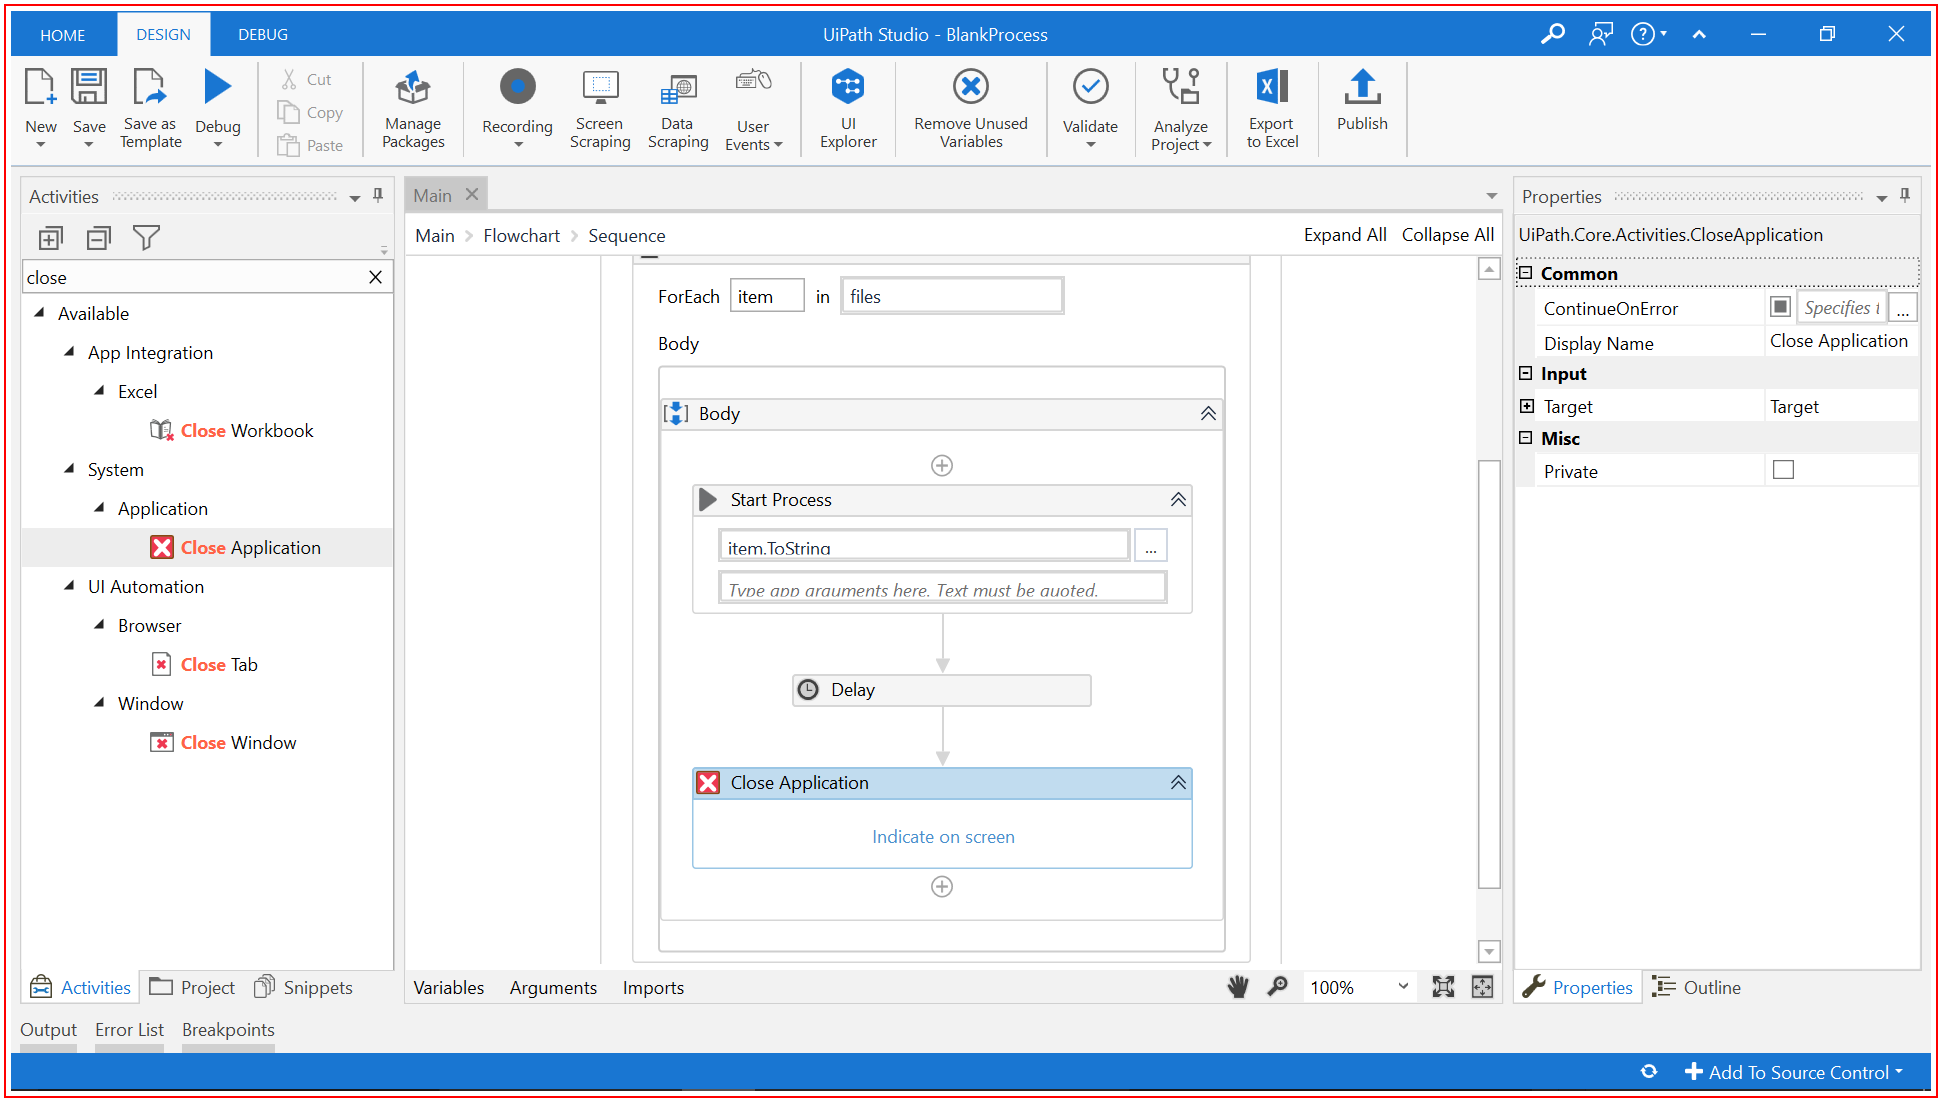 HOME DESIGN DEBUG UiPath Studio - BlankProcess
New Save Save as Template Debug Cut Copy Paste Manage Packages Recording Screen Scraping Data Scraping User Events UI Explorer Remove Unused Variables Validate Analyze Project Export to Excel Publish
Activities
close
Available
App Integration
Excel
Close Workbook
System
Application
Close Application
UI Automation
Browser
Close Tab
Window
Close Window
Activities Project Snippets
Main
Main Flowchart Sequence Expand All Collapse All
ForEach item in files
Body
Body
Start Process
item.ToString
...
Type app arguments here. Text must be quoted.
Delay
Close Application
Indicate on screen
Variables Arguments Imports 100%
Properties
UiPath.Core.Activities.CloseApplication
Common
ContinueOnError Specifies t ...
Display Name Close Application
Input
Target Target
Misc
Private
Properties Outline
Output Error List Breakpoints
Add To Source Control